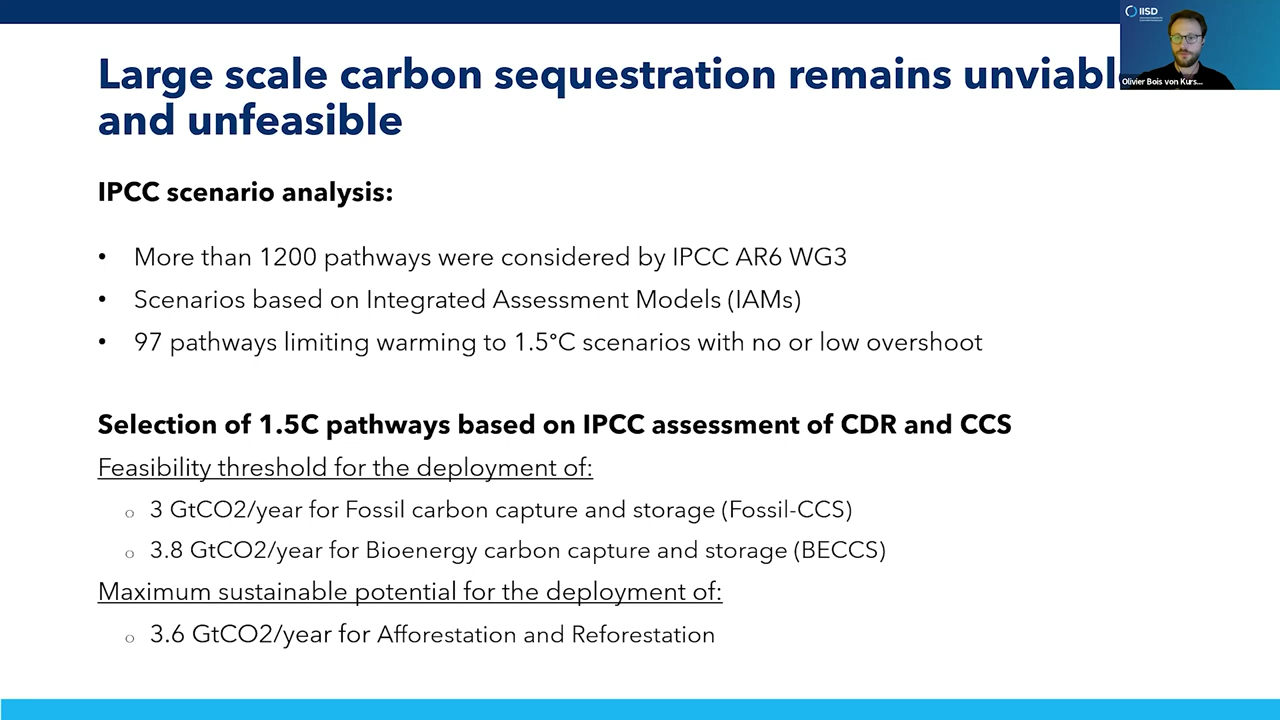 Large scale carbon sequestration remains unviabl
and unfeasible
IISD
Olivier Bois von Kurs...
IPCC scenario analysis:
• More than 1200 pathways were considered by IPCC AR6 WG3
• Scenarios based on Integrated Assessment Models (IAMs)
• 97 pathways limiting warming to 1.5°C scenarios with no or low overshoot
Selection of 1.5C pathways based on IPCC assessment of CDR and CCS
Feasibility threshold for the deployment of:
o 3 GtCO2/year for Fossil carbon capture and storage (Fossil-CCS)
o 3.8 GtCO2/year for Bioenergy carbon capture and storage (BECCS)
Maximum sustainable potential for the deployment of:
o 3.6 GtCO2/year for Afforestation and Reforestation